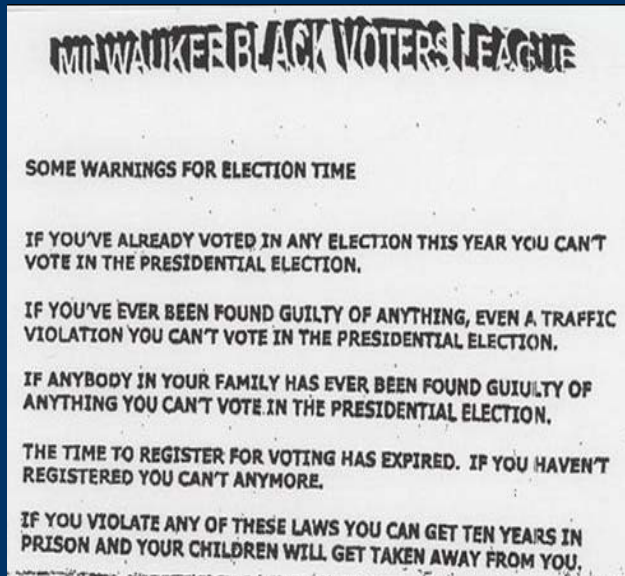 MILWAUKEE BLACK VOTERS LEAGUE
SOME WARNINGS FOR ELECTION TIME
IF YOU'VE ALREADY VOTED IN ANY ELECTION THIS YEAR YOU CAN'T
VOTE IN THE PRESIDENTIAL ELECTION.
IF YOU'VE EVER BEEN FOUND GUILTY OF ANYTHING, EVEN A TRAFFIC
VIOLATION YOU CAN'T VOTE IN THE PRESIDENTIAL ELECTION.
IF ANYBODY IN YOUR FAMILY HAS EVER BEEN FOUND GUIULTY OF
ANYTHING YOU CAN'T VOTE IN THE PRESIDENTIAL ELECTION.
THE TIME TO REGISTER FOR VOTING HAS EXPIRED. IF YOU HAVEN'T
REGISTERED YOU CAN'T ANYMORE.
IF YOU VIOLATE ANY OF THESE LAWS YOU CAN GET TEN YEARS IN
PRISON AND YOUR CHILDREN WILL GET TAKEN AWAY FROM YOU.